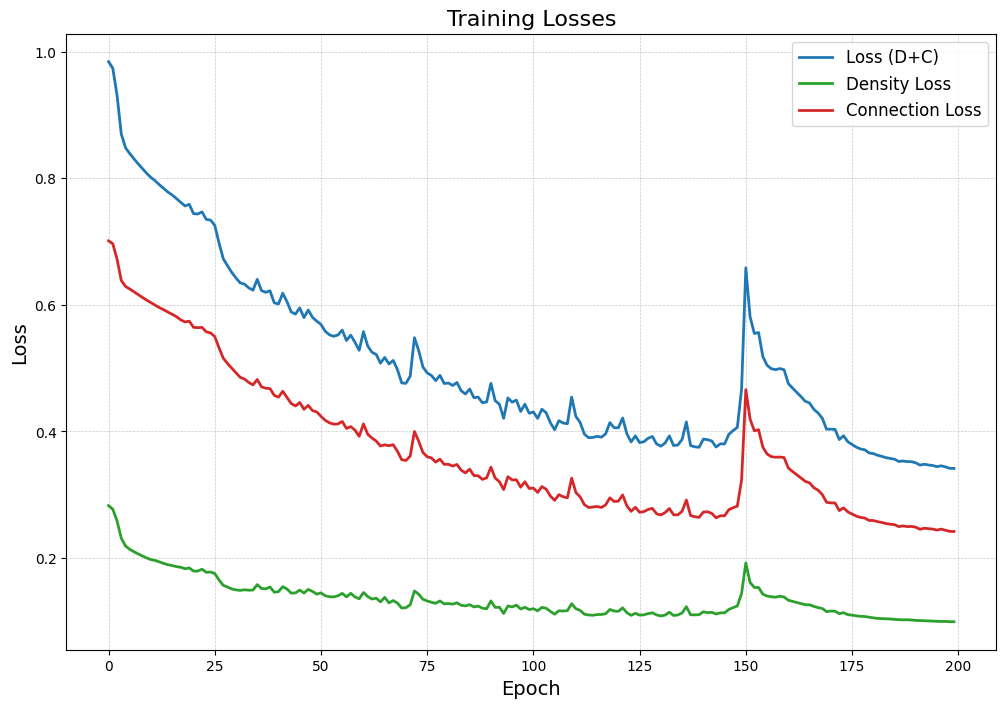 Training Losses
Loss (D+C)
Density Loss
Connection Loss
Loss
1.0
0.8
0.6
0.4
0.2
0 25 50 75 100 125 150 175 200
Epoch